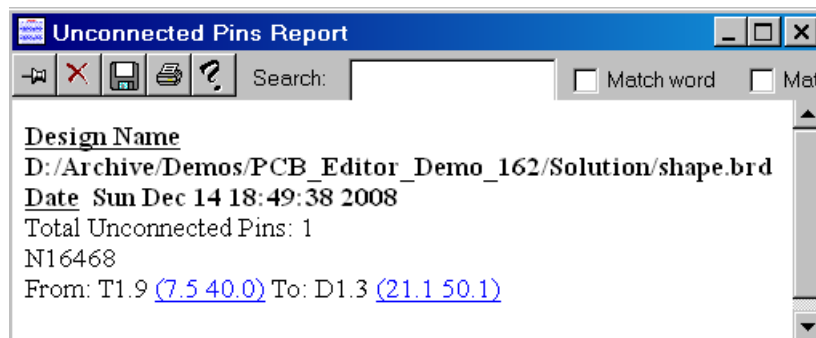 Unconnected Pins Report
Search: Match word Mat
Design Name
D:/Archive/Demos/PCB_Editor_Demo_162/Solution/shape.brd
Date Sun Dec 14 18:49:38 2008
Total Unconnected Pins: 1
N16468
From: T1.9 (7.5 40.0) To: D1.3 (21.1 50.1)